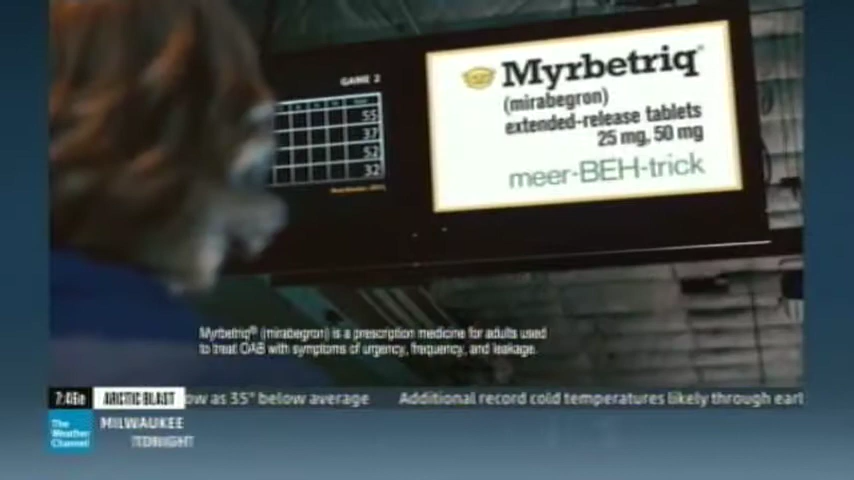 GAME 2
55
37
52
32
Myrbetriq®
(mirabegron)
extended-release tablets
25 mg, 50 mg
meer-BEH-trick
Myrbetriq® (mirabegron) is a prescription medicine for adults used
to treat OAB with symptoms of urgency, frequency, and leakage.
7:46e ARCTIC BLAST ow as 35° below average Additional record cold temperatures likely through earl
The
Weather
Channel
MILWAUKEE
TONIGHT